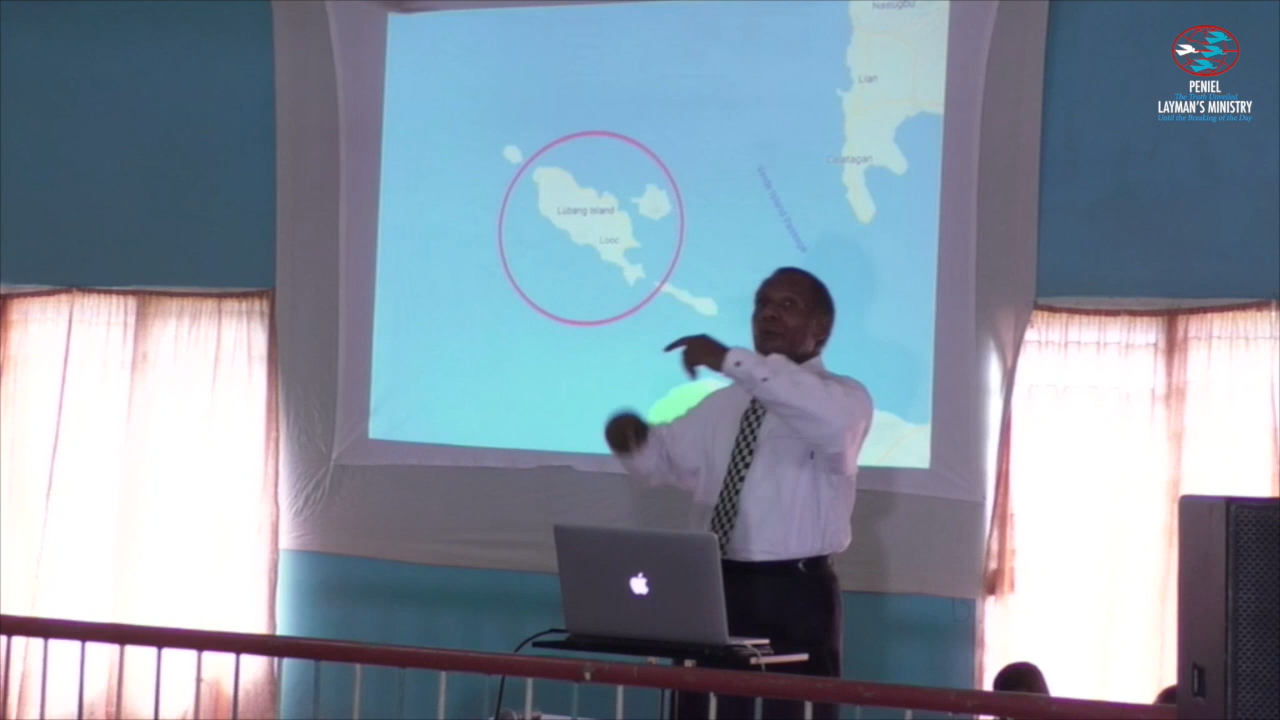 Nasugbu
Lian
Calatagan
Lubang Island
Looc
PENIEL
The Truth Unveiled
LAYMAN'S MINISTRY
Until the Breaking of the Day